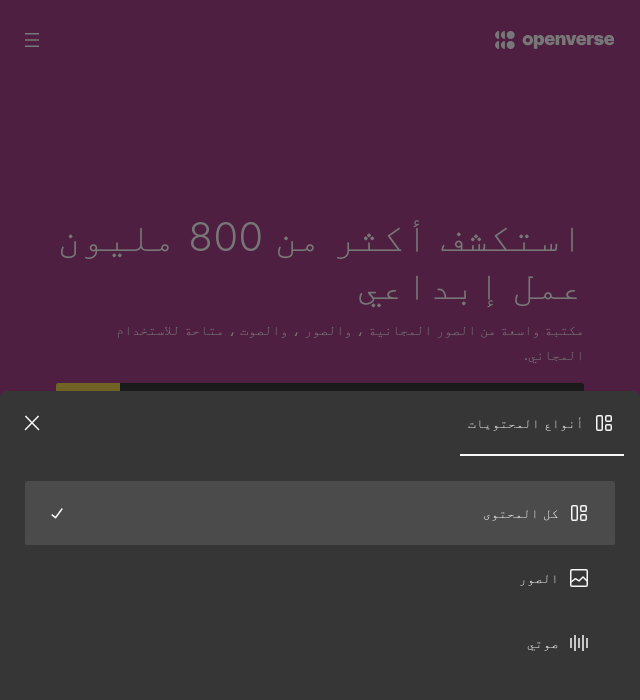 openverse
استكشف أكثر من 800 مليون
عمل إبداعي
مكتبة واسعة من الصور المجانية ، والصور ، والصوت ، متاحة للاستخدام
المجاني.
أنواع المحتويات
كل المحتوى
الصور
صوتي